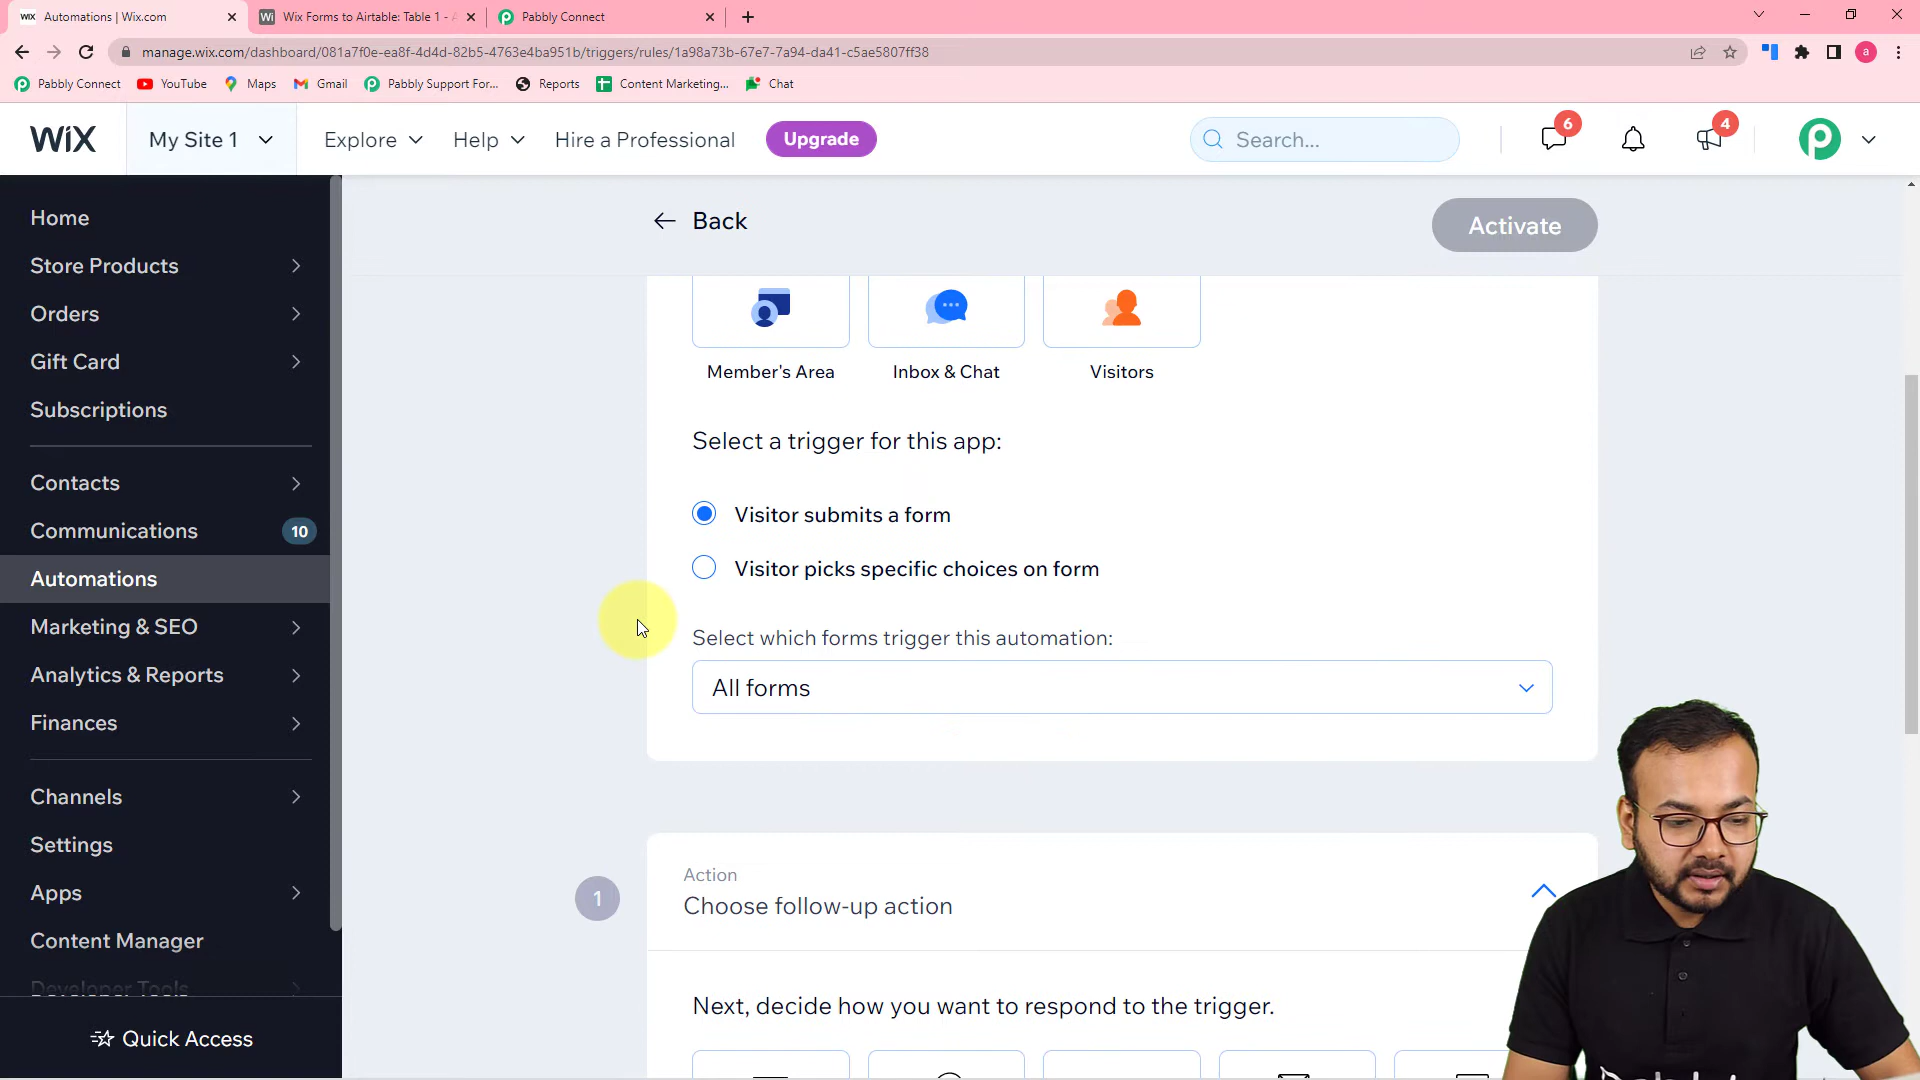 WIX Automations | Wix.com
Wi Wix Forms to Airtable: Table 1 - A
Pabbly Connect
manage.wix.com/dashboard/081a7f0e-ea8f-4d4d-82b5-4763e4ba951b/triggers/rules/1a98a73b-67e7-7a94-da41-c5ae5807ff38
a
Pabbly Connect
YouTube
Maps
Gmail
Pabbly Support For...
Reports
Content Marketing...
Chat
WiX
My Site 1
Explore
Help
Hire a Professional
Upgrade
Search...
6
4
Home
Store Products
Orders
Gift Card
Subscriptions
Contacts
Communications 10
Automations
Marketing & SEO
Analytics & Reports
Finances
Channels
Settings
Apps
Content Manager
Developer Tools
Quick Access
Back
Activate
Member's Area
Inbox & Chat
Visitors
Select a trigger for this app:
Visitor submits a form
Visitor picks specific choices on form
Select which forms trigger this automation:
All forms
1
Action
Choose follow-up action
Next, decide how you want to respond to the trigger.